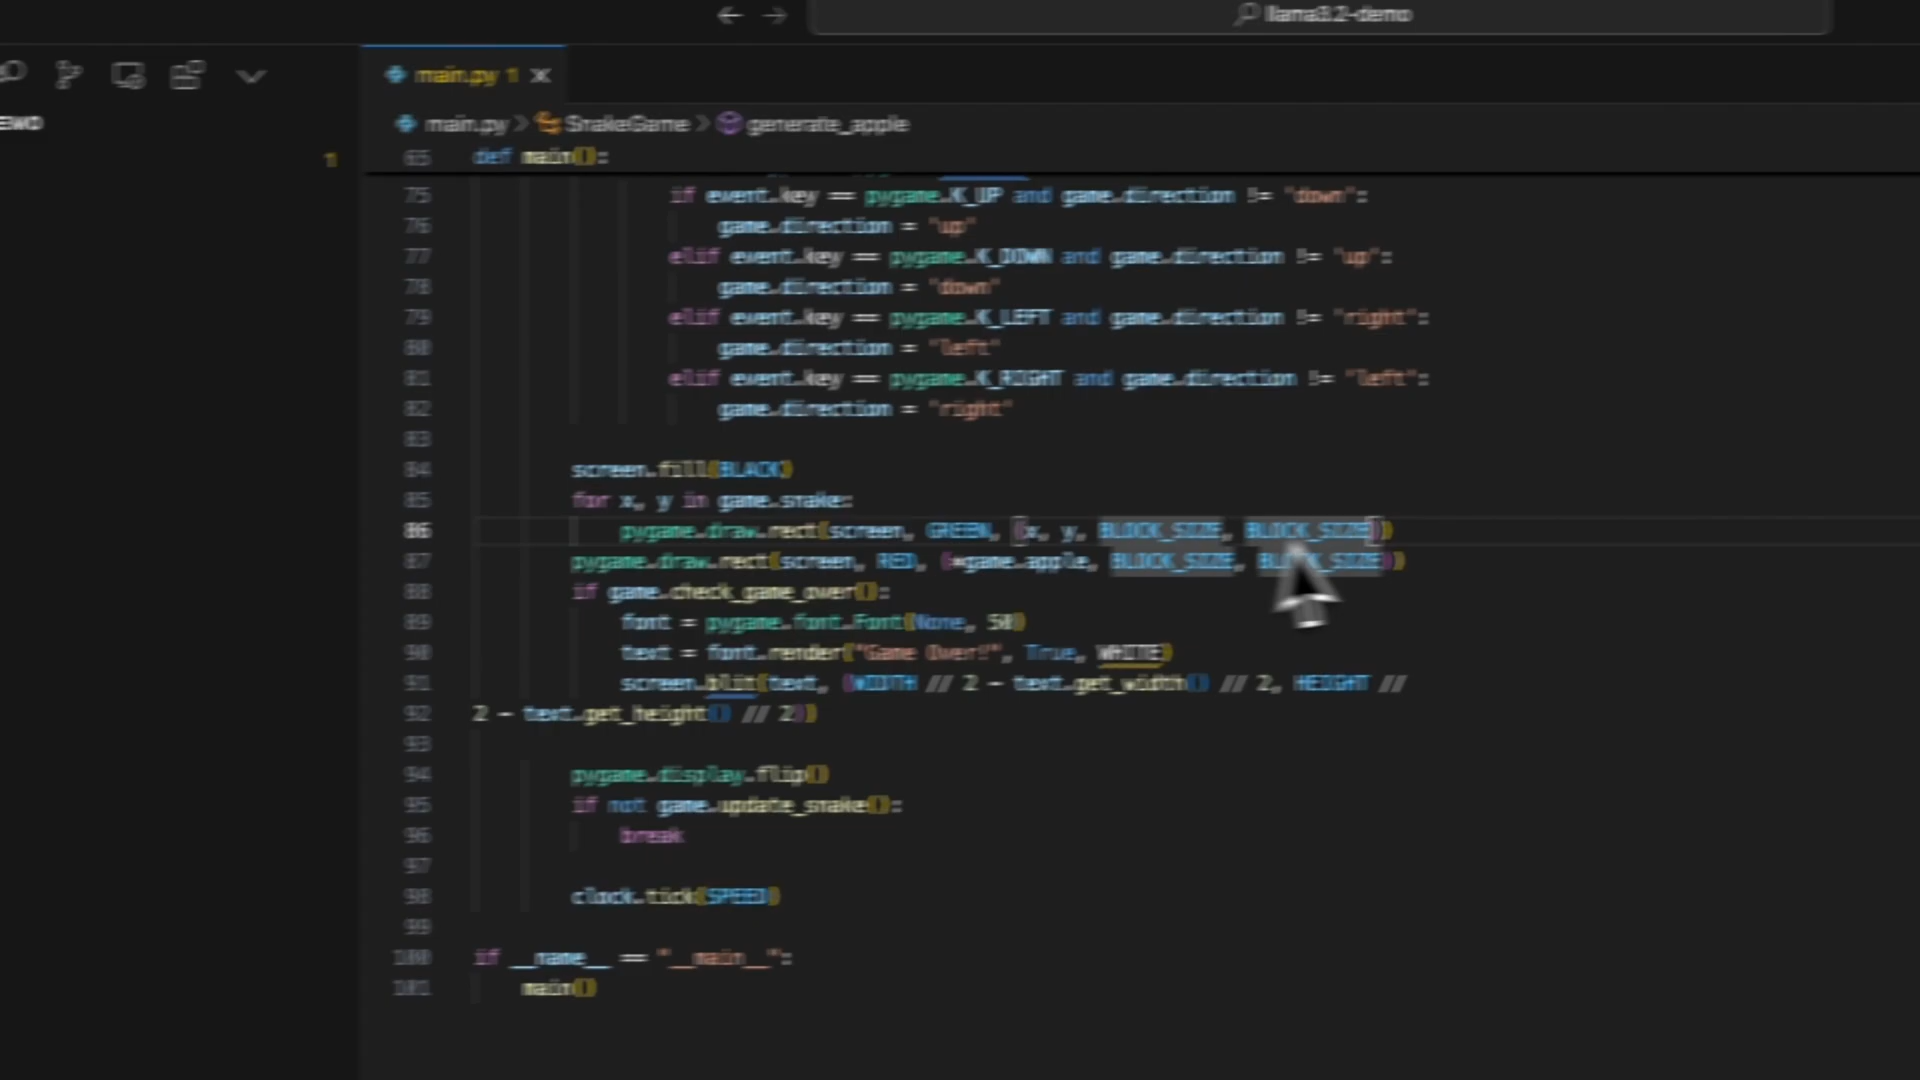 ← → llama3.2-demo
main.py 1 ×
EMO
main.py > SnakeGame > generate_apple
1
65 def main():
75 if event.key == pygame.K_UP and game.direction != "down":
76 game.direction = "up"
77 elif event.key == pygame.K_DOWN and game.direction != "up":
78 game.direction = "down"
79 elif event.key == pygame.K_LEFT and game.direction != "right":
80 game.direction = "left"
81 elif event.key == pygame.K_RIGHT and game.direction != "left":
82 game.direction = "right"
83
84 screen.fill(BLACK)
85 for x, y in game.snake:
86 pygame.draw.rect(screen, GREEN, (x, y, BLOCK_SIZE, BLOCK_SIZE))
87 pygame.draw.rect(screen, RED, (*game.apple, BLOCK_SIZE, BLOCK_SIZE))
88 if game.check_game_over():
89 font = pygame.font.Font(None, 50)
90 text = font.render("Game Over!", True, WHITE)
91 screen.blit(text, (WIDTH // 2 - text.get_width() // 2, HEIGHT //
92 2 - text.get_height() // 2))
93
94 pygame.display.flip()
95 if not game.update_snake():
96 break
97
98 clock.tick(SPEED)
99
100 if __name__ == "__main__":
101 main()